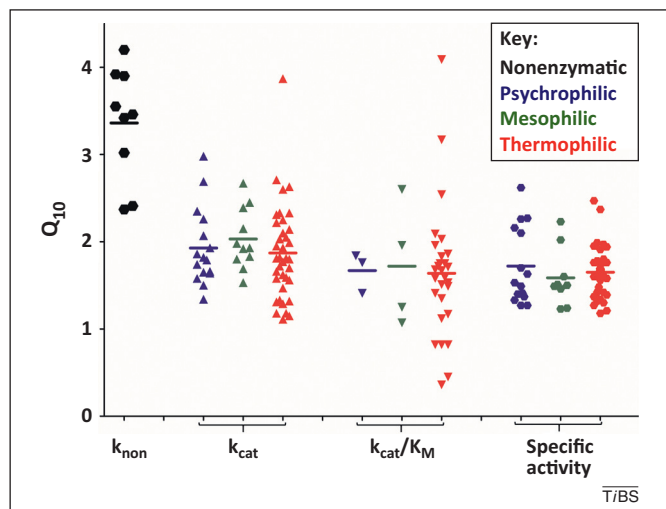 Key:
Nonenzymatic
Psychrophilic
Mesophilic
Thermophilic
4
3
2
1
0
Q10
knon
kcat
kcat/KM
Specific
activity
TiBS